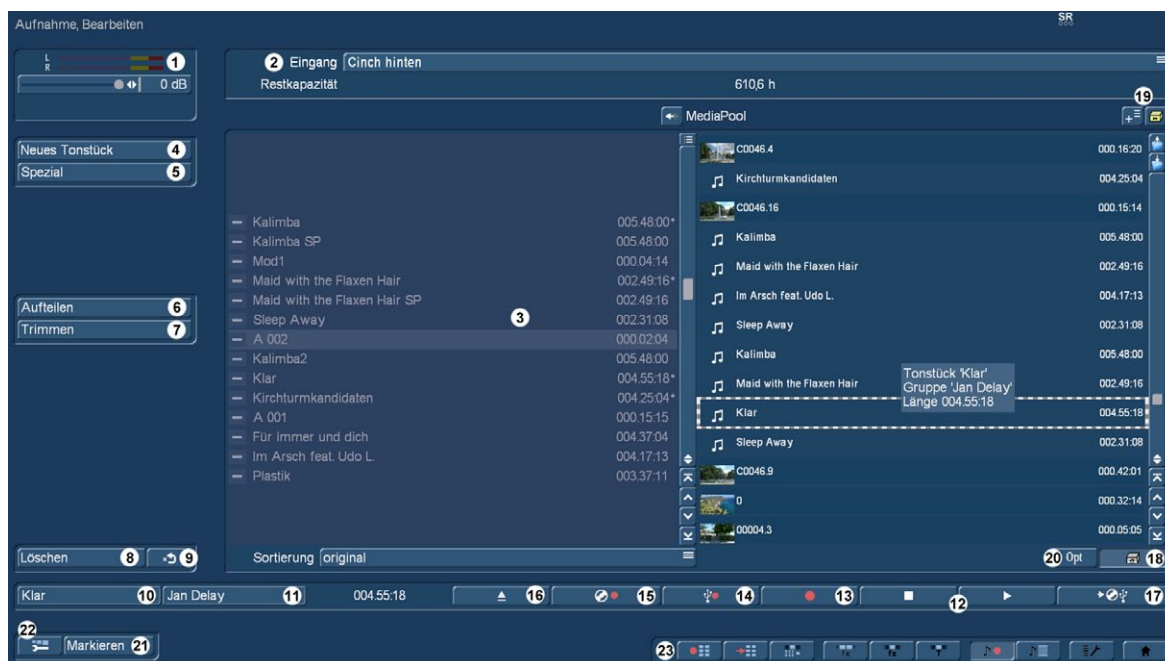 Aufnahme, Bearbeiten
SR
L
R
1
0 dB
2 Eingang Cinch hinten
Restkapazität 610,6 h
19
MediaPool
Neues Tonstück 4
Spezial 5
Aufteilen 6
Trimmen 7
Kalimba 005.48:00*
Kalimba SP 005.48:00
Mod1 000.04:14
Maid with the Flaxen Hair 002.49:16*
Maid with the Flaxen Hair SP 002.49:16
Sleep Away 002.31:08
3
A 002 000.02:04
Kalimba2 005.48:00
Klar 004.55:18*
Kirchturmkandidaten 004.25:04*
A 001 000.15:15
Für immer und dich 004.37:04
Im Arsch feat. Udo L. 004.17:13
Plastik 003.37:11
C0046.4 000.16:20
Kirchturmkandidaten 004.25:04
C0046.16 000.15:14
Kalimba 005.48:00
Maid with the Flaxen Hair 002.49:16
Im Arsch feat. Udo L. 004.17:13
Sleep Away 002.31:08
Kalimba 005.48:00
Maid with the Flaxen Hair 002.49:16
Tonstück 'Klar'
Gruppe 'Jan Delay'
Länge 004.55:18
Klar 004.55:18
Sleep Away 002.31:08
C0046.9 000.42:01
0 000.32:14
00004.3 000.05:05
Löschen 8 9
Sortierung original
20 Opt 18
Klar 10 Jan Delay 11 004.55:18 16 15 14 13 12 17
22
Markieren 21
23